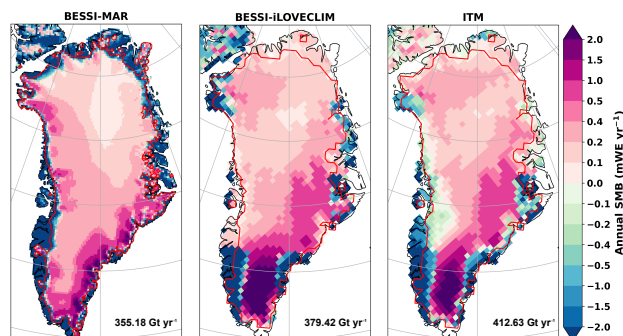 BESSI-MAR
BESSI-iLOVECLIM
ITM
355.18 Gt yr⁻¹
379.42 Gt yr⁻¹
412.63 Gt yr⁻¹
2.0
1.5
1.0
0.5
0.4
0.2
0.1
0.0
−0.1
−0.4
−0.5
−1.0
−1.5
−2.0
Annual SMB (mWE yr⁻¹)